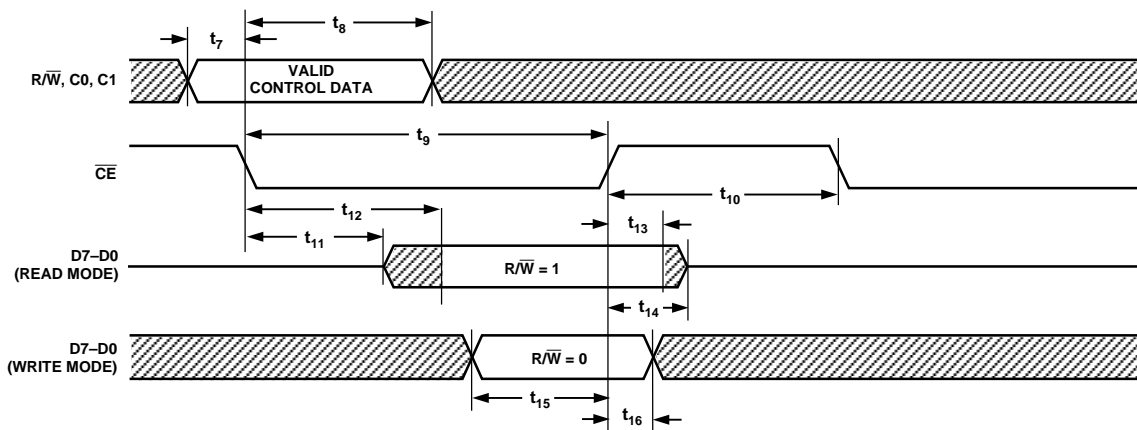 t7
t8
R/W̅, C0, C1
VALID
CONTROL DATA
t9
C̅E̅
t10
t12
t13
t11
D7–D0
(READ MODE)
R/W̅ = 1
t14
D7–D0
(WRITE MODE)
R/W̅ = 0
t15
t16